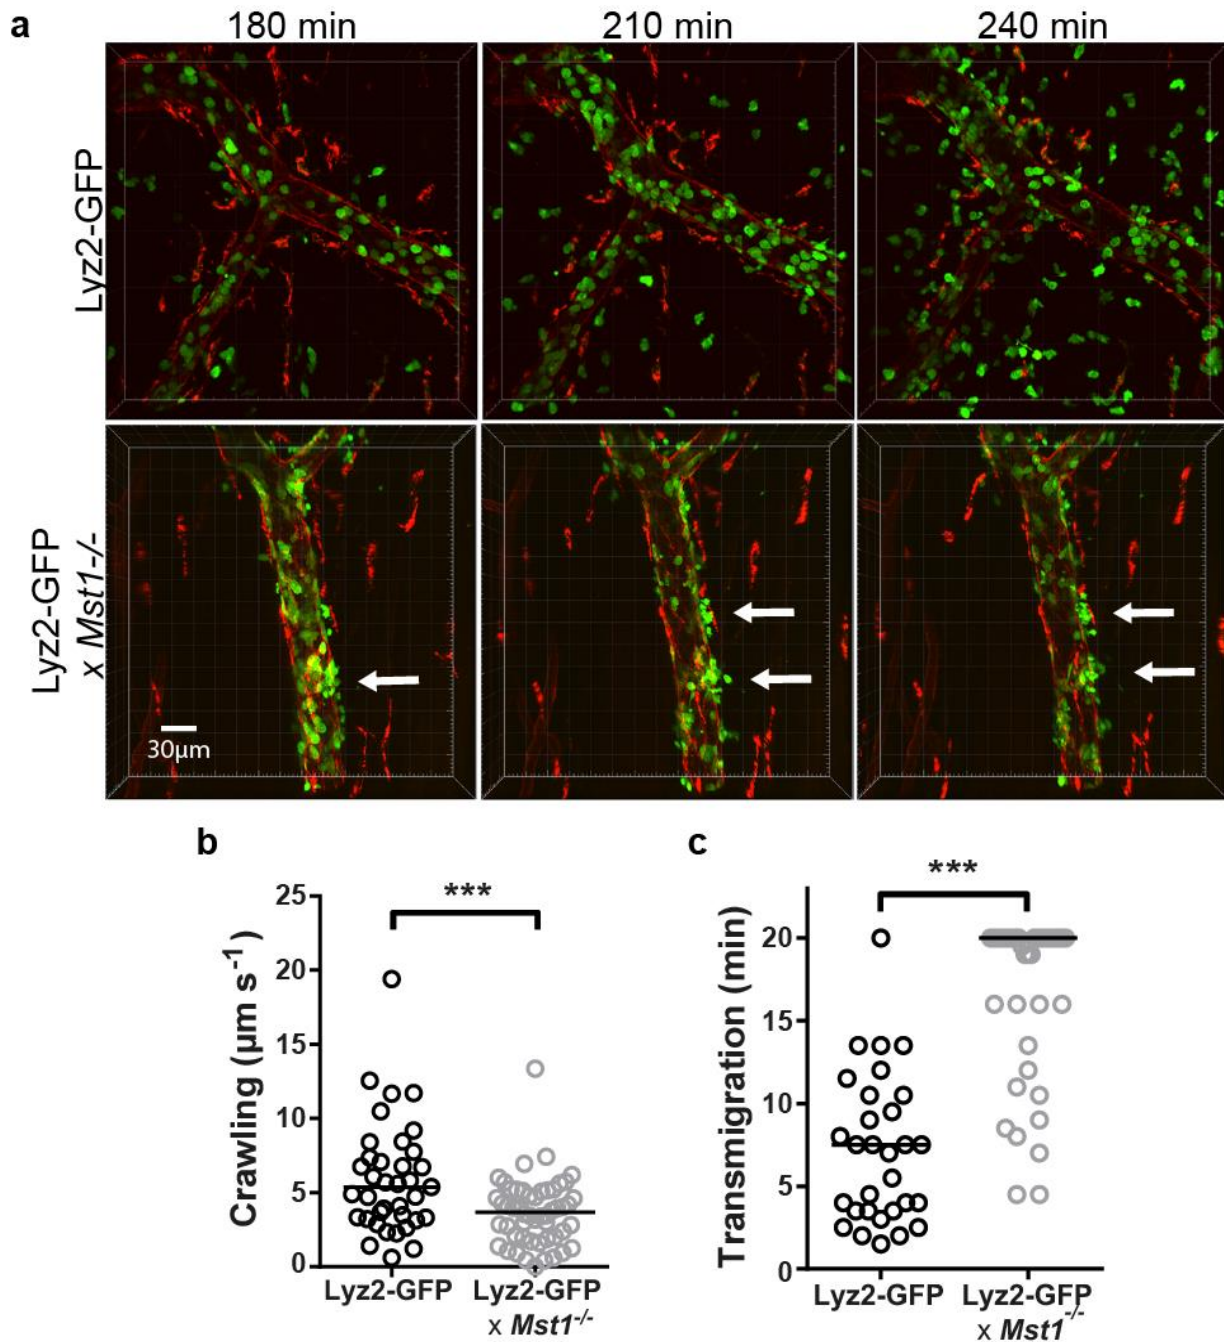 a
180 min 210 min 240 min
Lyz2-GFP
Lyz2-GFP
x Mst1-/-
30µm
b
25
20
15
10
5
0
Crawling (µm s⁻¹)
***
Lyz2-GFP
Lyz2-GFP
x Mst1⁻/⁻
c
20
15
10
5
0
Transmigration (min)
***
Lyz2-GFP
Lyz2-GFP
x Mst1⁻/⁻